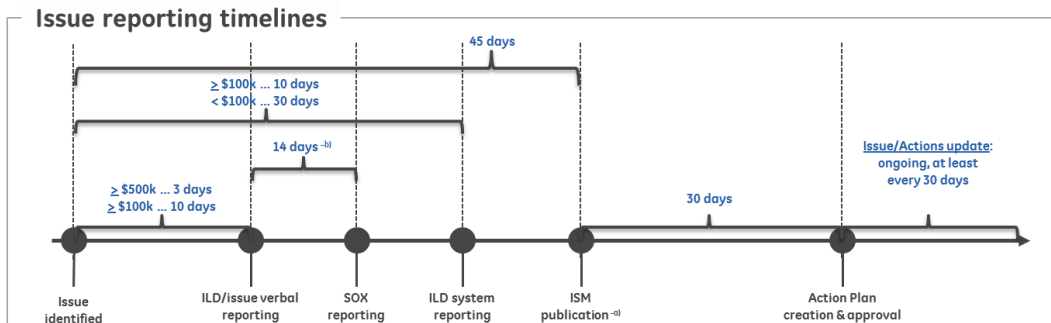 Issue reporting timelines
45 days
≥ $100k ... 10 days
< $100k ... 30 days
14 days -b)
Issue/Actions update:
ongoing, at least
every 30 days
≥ $500k ... 3 days
≥ $100k ... 10 days
30 days
Issue
identified
ILD/issue verbal
reporting
SOX
reporting
ILD system
reporting
ISM
publication -a)
Action Plan
creation & approval